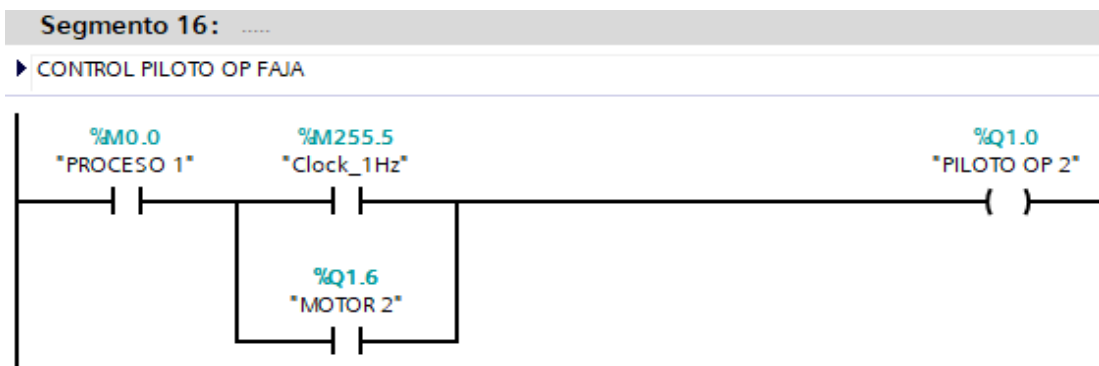 Segmento 16: .....
CONTROL PILOTO OP FAJA
%M0.0
"PROCESO 1"
%M255.5
"Clock_1Hz"
%Q1.0
"PILOTO OP 2"
%Q1.6
"MOTOR 2"